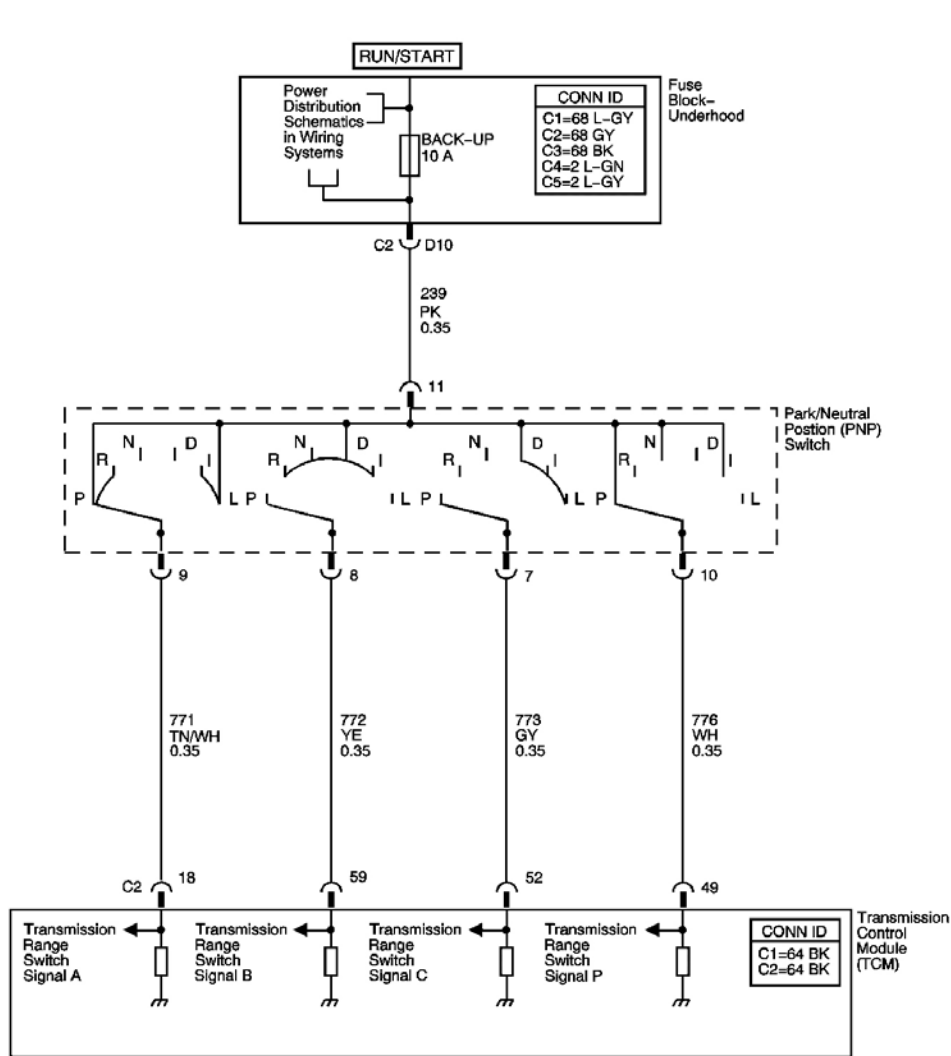 RUN/START
Power
Distribution
Schematics
in Wiring
Systems
BACK-UP
10 A
CONN ID
C1=68 L-GY
C2=68 GY
C3=68 BK
C4=2 L-GN
C5=2 L-GY
Fuse
Block-
Underhood
C2 D10
239
PK
0.35
11
Park/Neutral
Postion (PNP)
Switch
P R N I I D I L
P R N I D I I L
P R I N I I D I L
P R I N I D I I L
9
8
7
10
771
TN/WH
0.35
772
YE
0.35
773
GY
0.35
776
WH
0.35
C2 18
59
52
49
Transmission
Range
Switch
Signal A
Transmission
Range
Switch
Signal B
Transmission
Range
Switch
Signal C
Transmission
Range
Switch
Signal P
CONN ID
C1=64 BK
C2=64 BK
Transmission
Control
Module
(TCM)